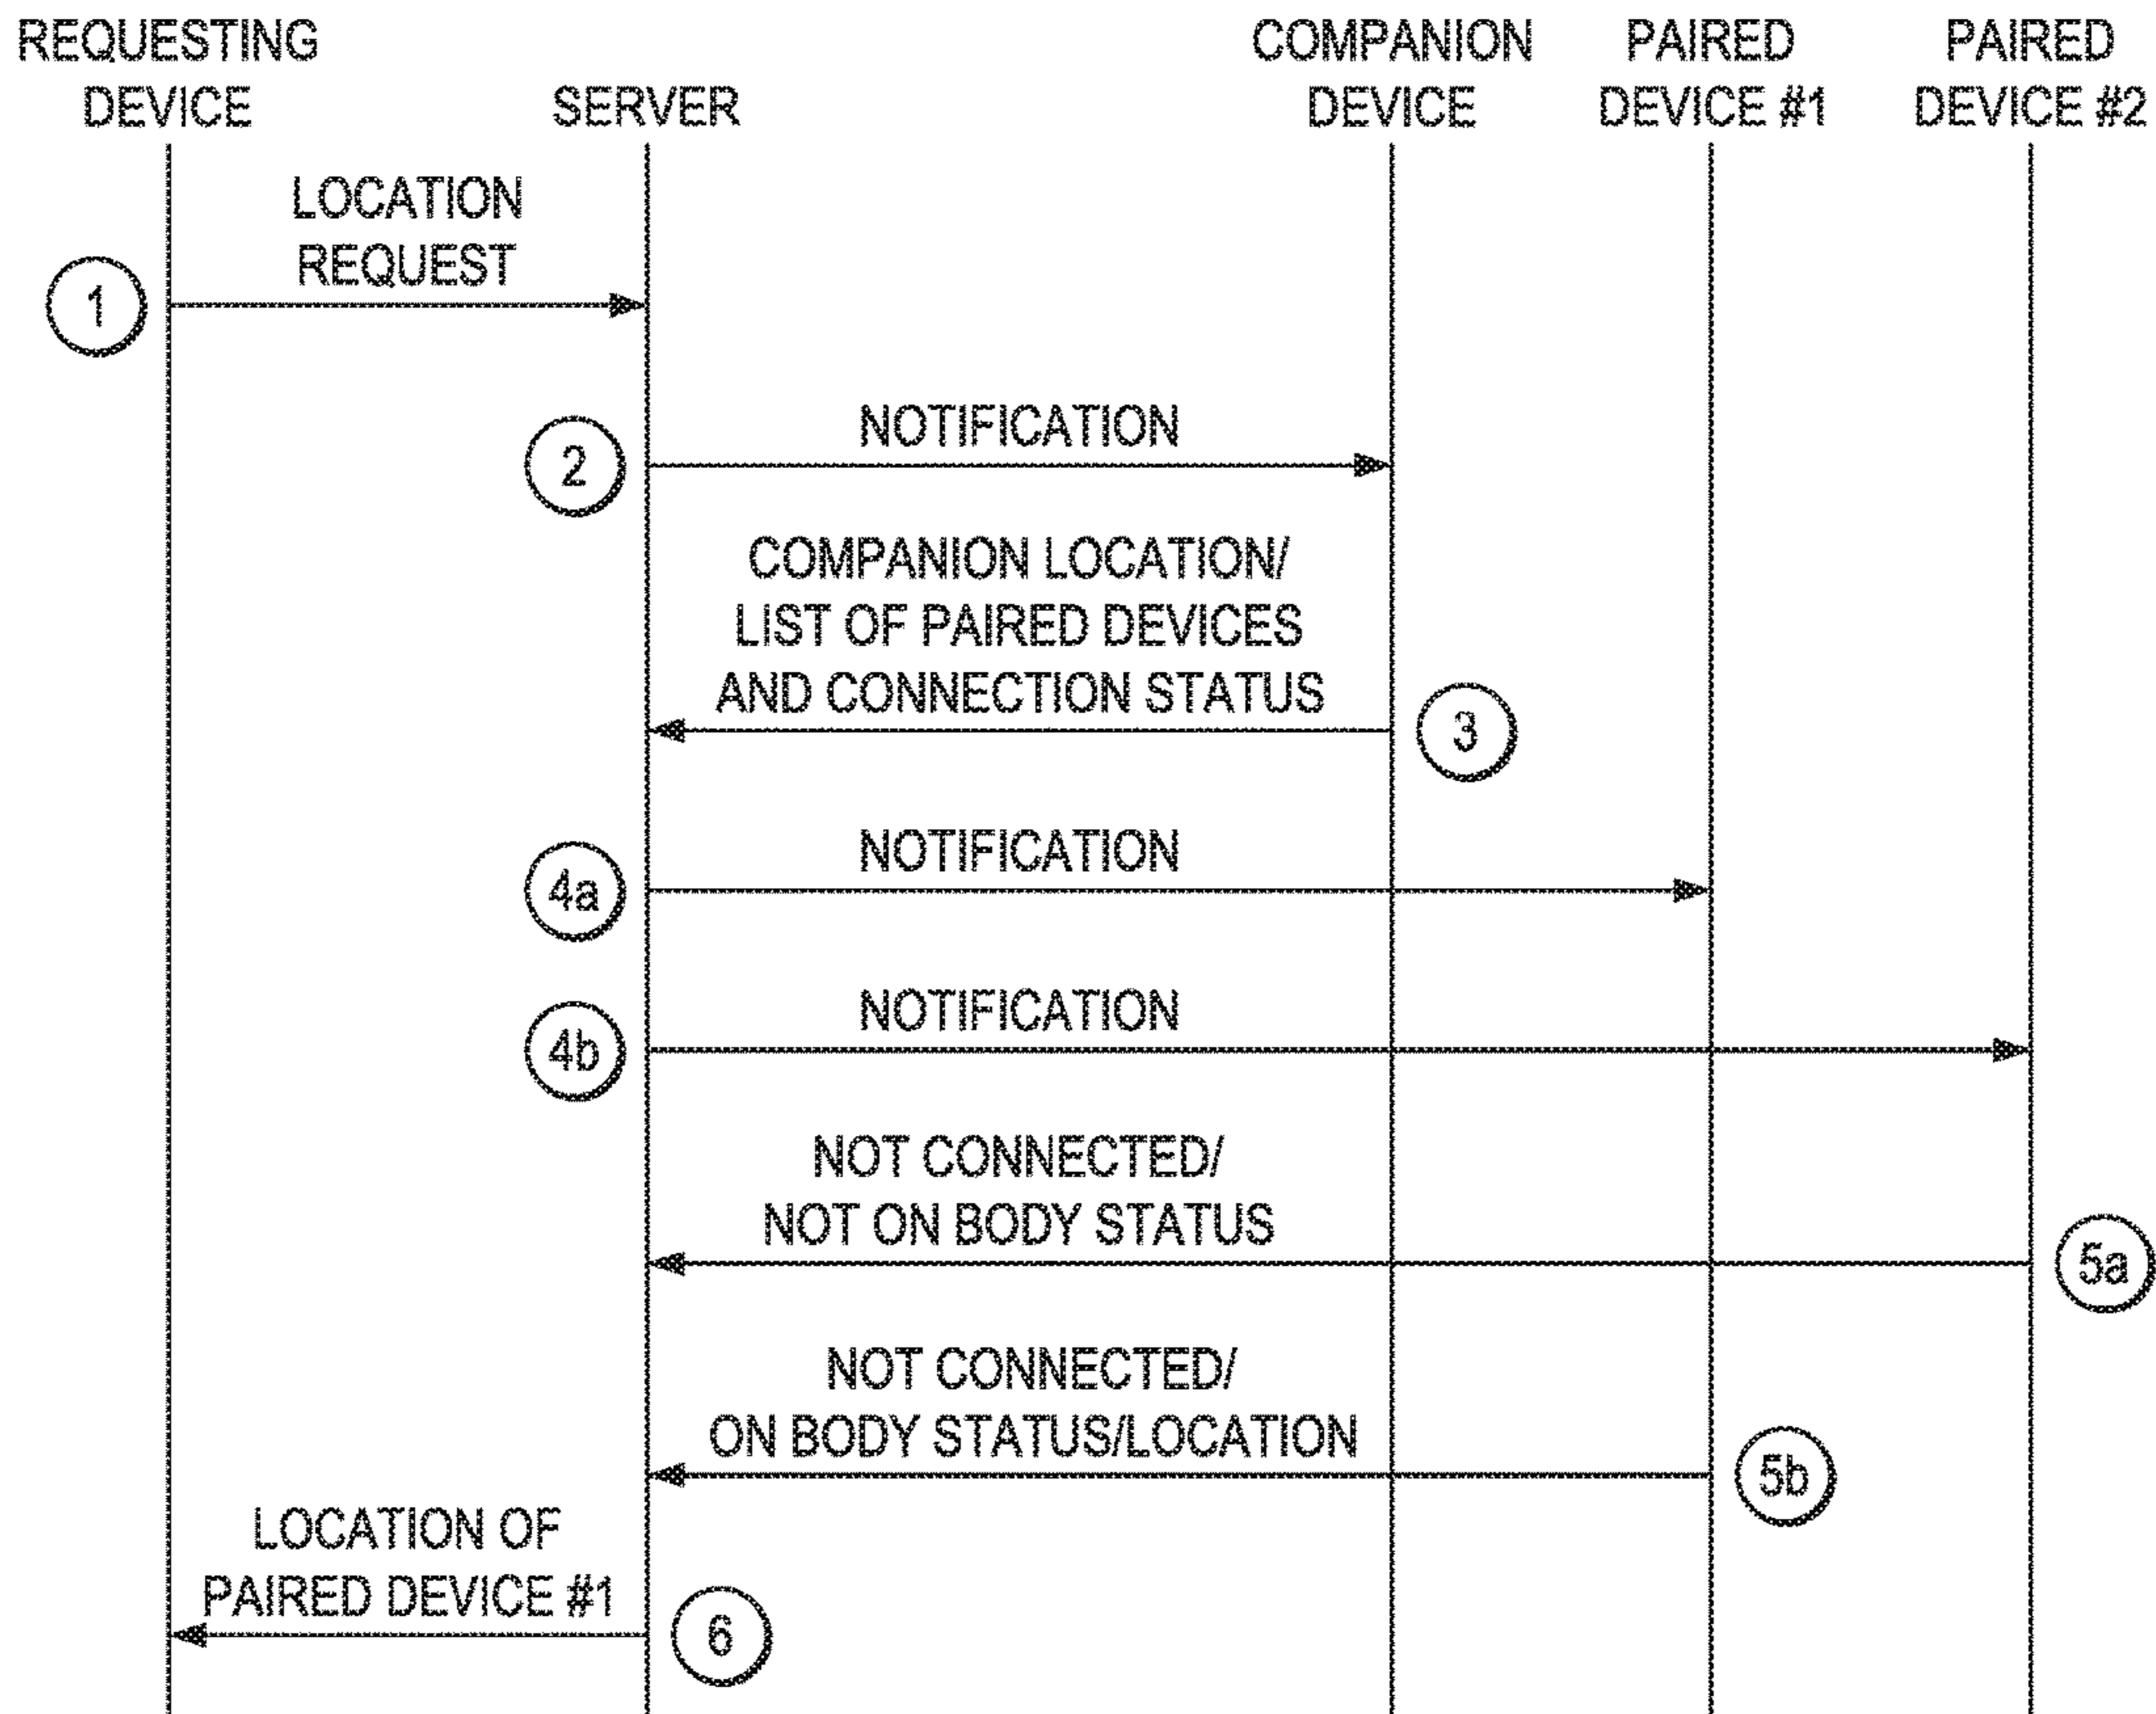 REQUESTING
DEVICE
SERVER
COMPANION
DEVICE
PAIRED
DEVICE #1
PAIRED
DEVICE #2
LOCATION
REQUEST
1
NOTIFICATION
2
COMPANION LOCATION/
LIST OF PAIRED DEVICES
AND CONNECTION STATUS
3
NOTIFICATION
4a
NOTIFICATION
4b
NOT CONNECTED/
NOT ON BODY STATUS
5a
NOT CONNECTED/
ON BODY STATUS/LOCATION
5b
LOCATION OF
PAIRED DEVICE #1
6